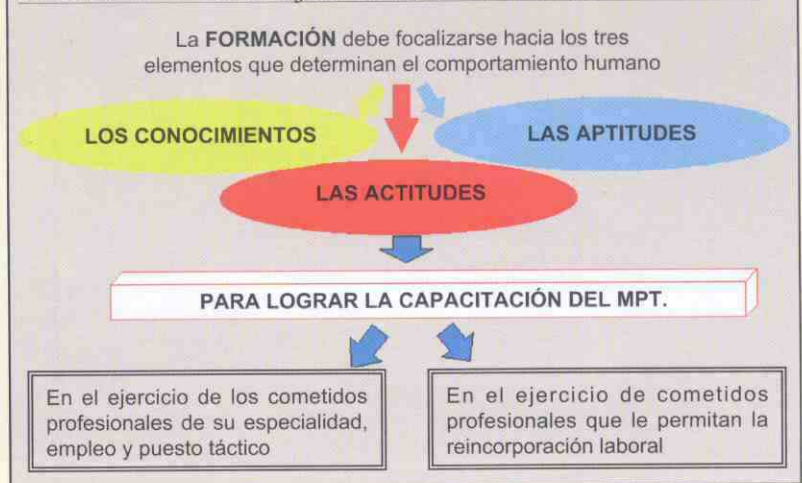 La FORMACIÓN debe focalizarse hacia los tres
elementos que determinan el comportamiento humano
LOS CONOCIMIENTOS
LAS APTITUDES
LAS ACTITUDES
PARA LOGRAR LA CAPACITACIÓN DEL MPT.
En el ejercicio de los cometidos
profesionales de su especialidad,
empleo y puesto táctico
En el ejercicio de cometidos
profesionales que le permitan la
reincorporación laboral